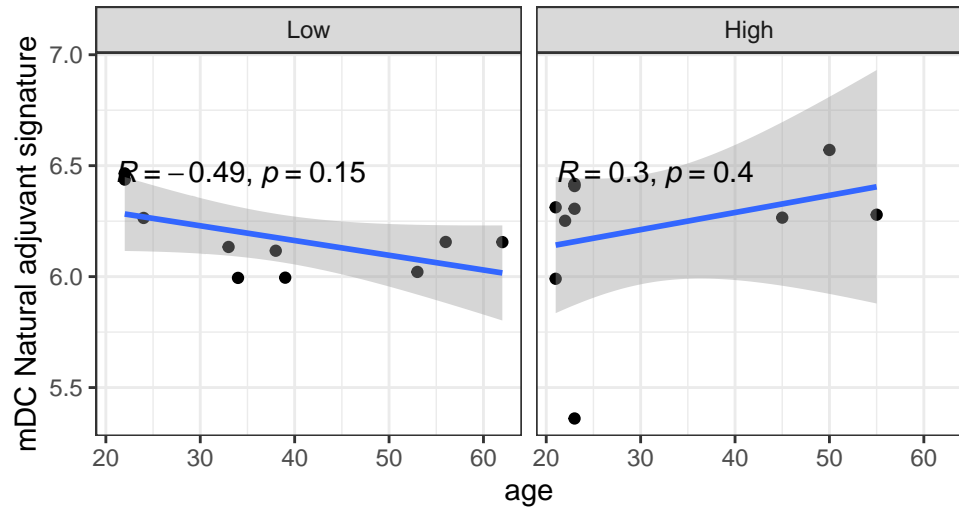 Low
High
mDC Natural adjuvant signature
7.0
6.5
6.0
5.5
R = −0.49, p = 0.15
R = 0.3, p = 0.4
20 30 40 50 60
20 30 40 50 60
age